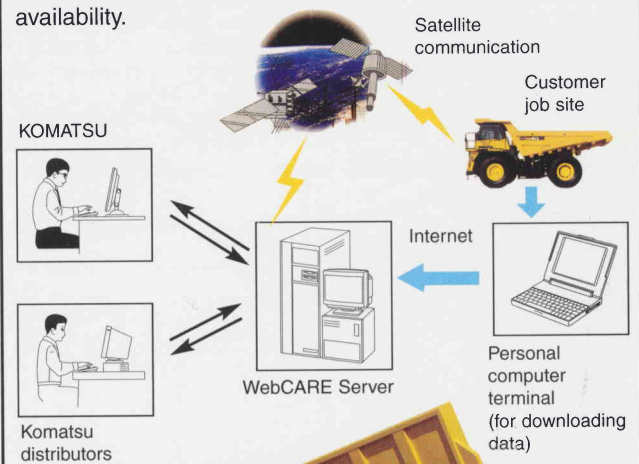 availability.
Satellite
communication
Customer
job site
KOMATSU
Internet
WebCARE Server
Personal
computer
terminal
(for downloading
data)
Komatsu
distributors